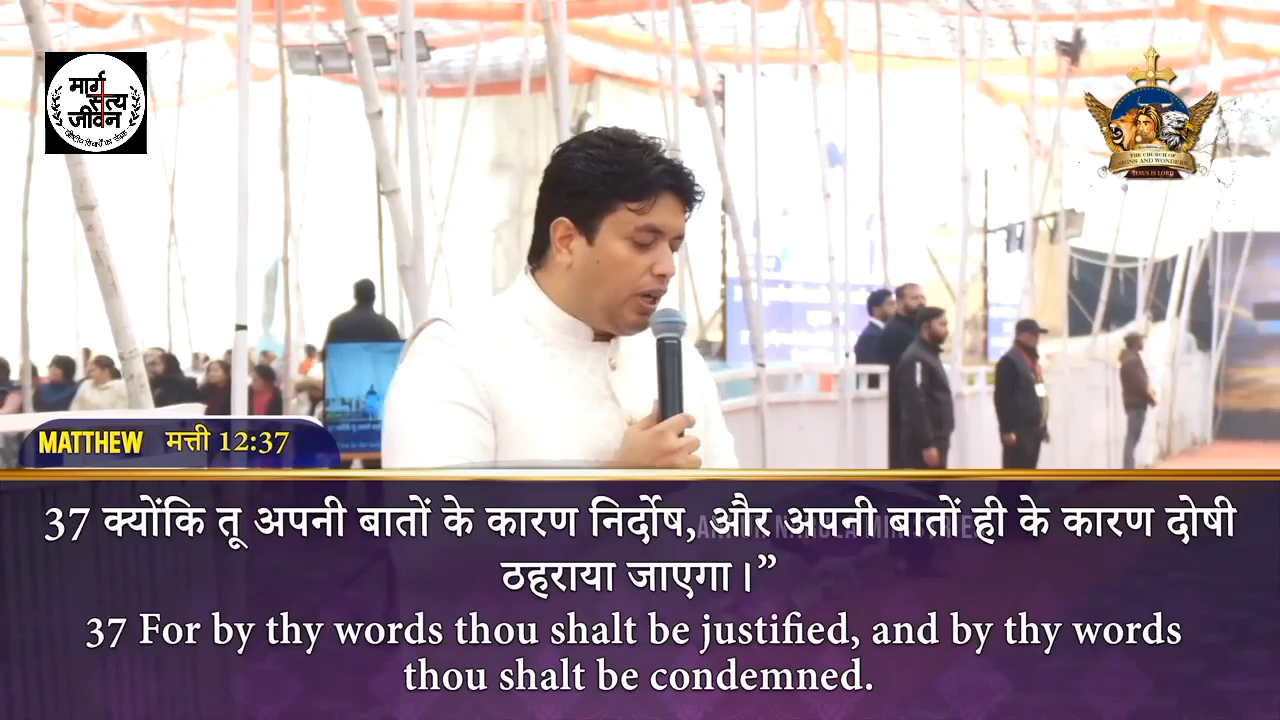 मार्ग
सत्य
जीवन
THE CHURCH OF
SIGNS AND WONDERS
JESUS IS LORD
MATTHEW मत्ती 12:37
37 क्योंकि तू अपनी बातों के कारण निर्दोष, और अपनी बातों ही के कारण दोषी
ठहराया जाएगा।”
37 For by thy words thou shalt be justified, and by thy words
thou shalt be condemned.